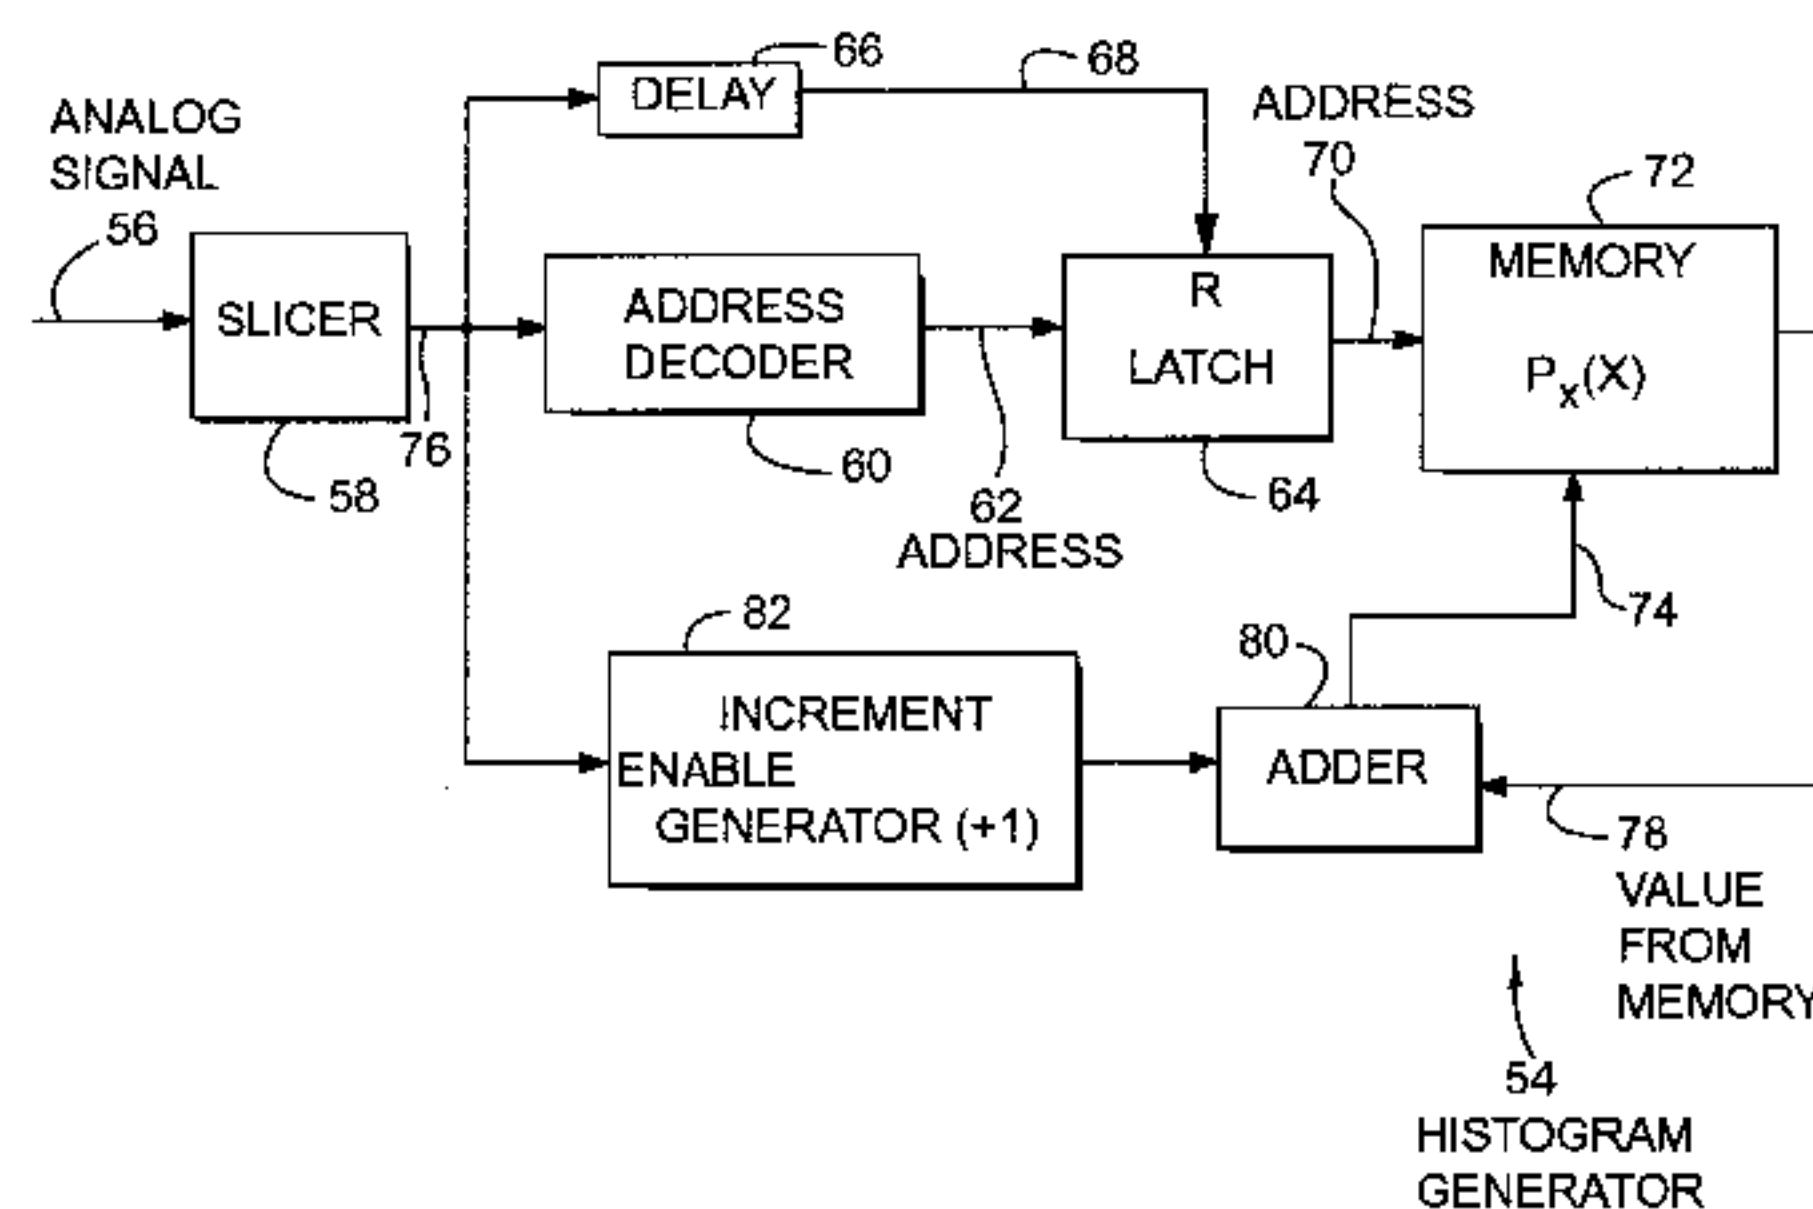 66
68
DELAY
ANALOG
SIGNAL
56
ADDRESS
70
72
SLICER
76
58
ADDRESS
DECODER
60
62
ADDRESS
R
LATCH
64
MEMORY
Px(X)
74
82
INCREMENT
ENABLE
GENERATOR (+1)
80
ADDER
78
VALUE
FROM
MEMORY
54
HISTOGRAM
GENERATOR